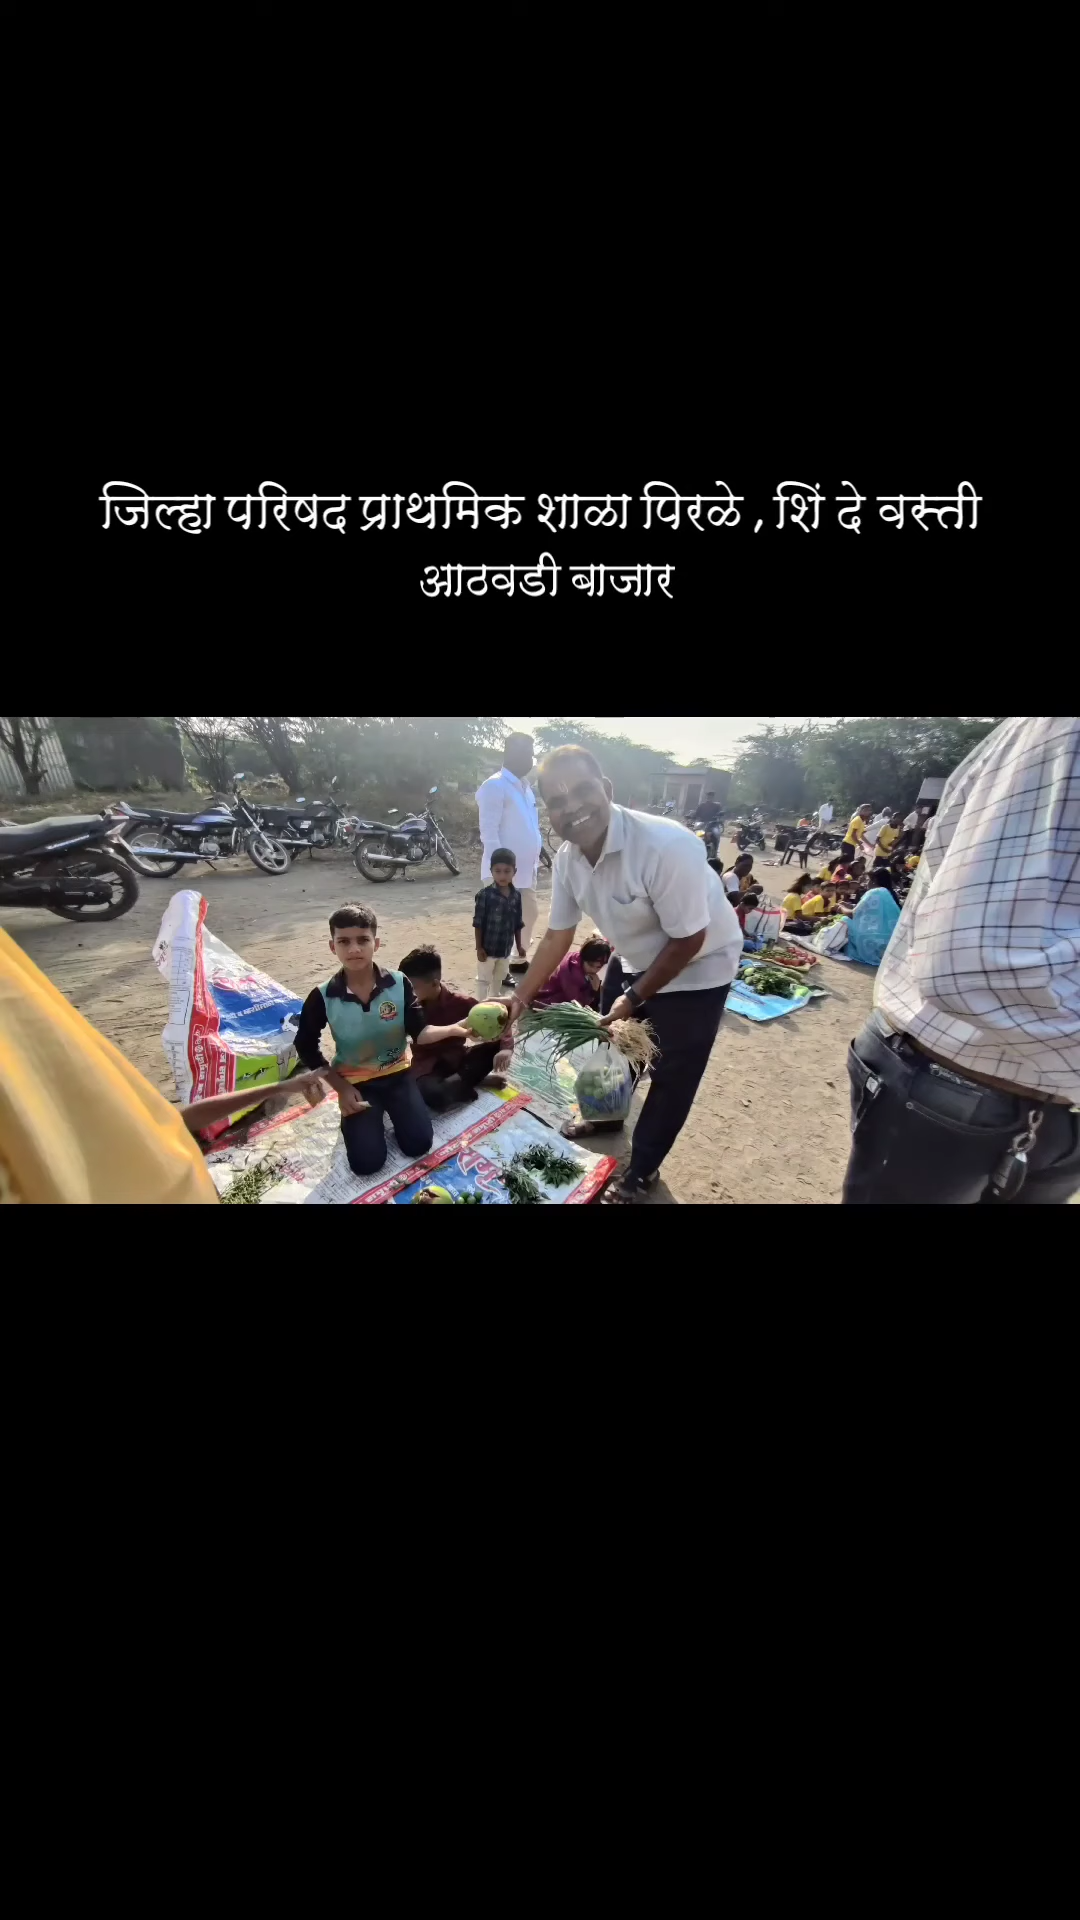 जिल्हा परिषद प्राथमिक शाळा पिरळे , शिं दे वस्ती
आठवडी बाजार